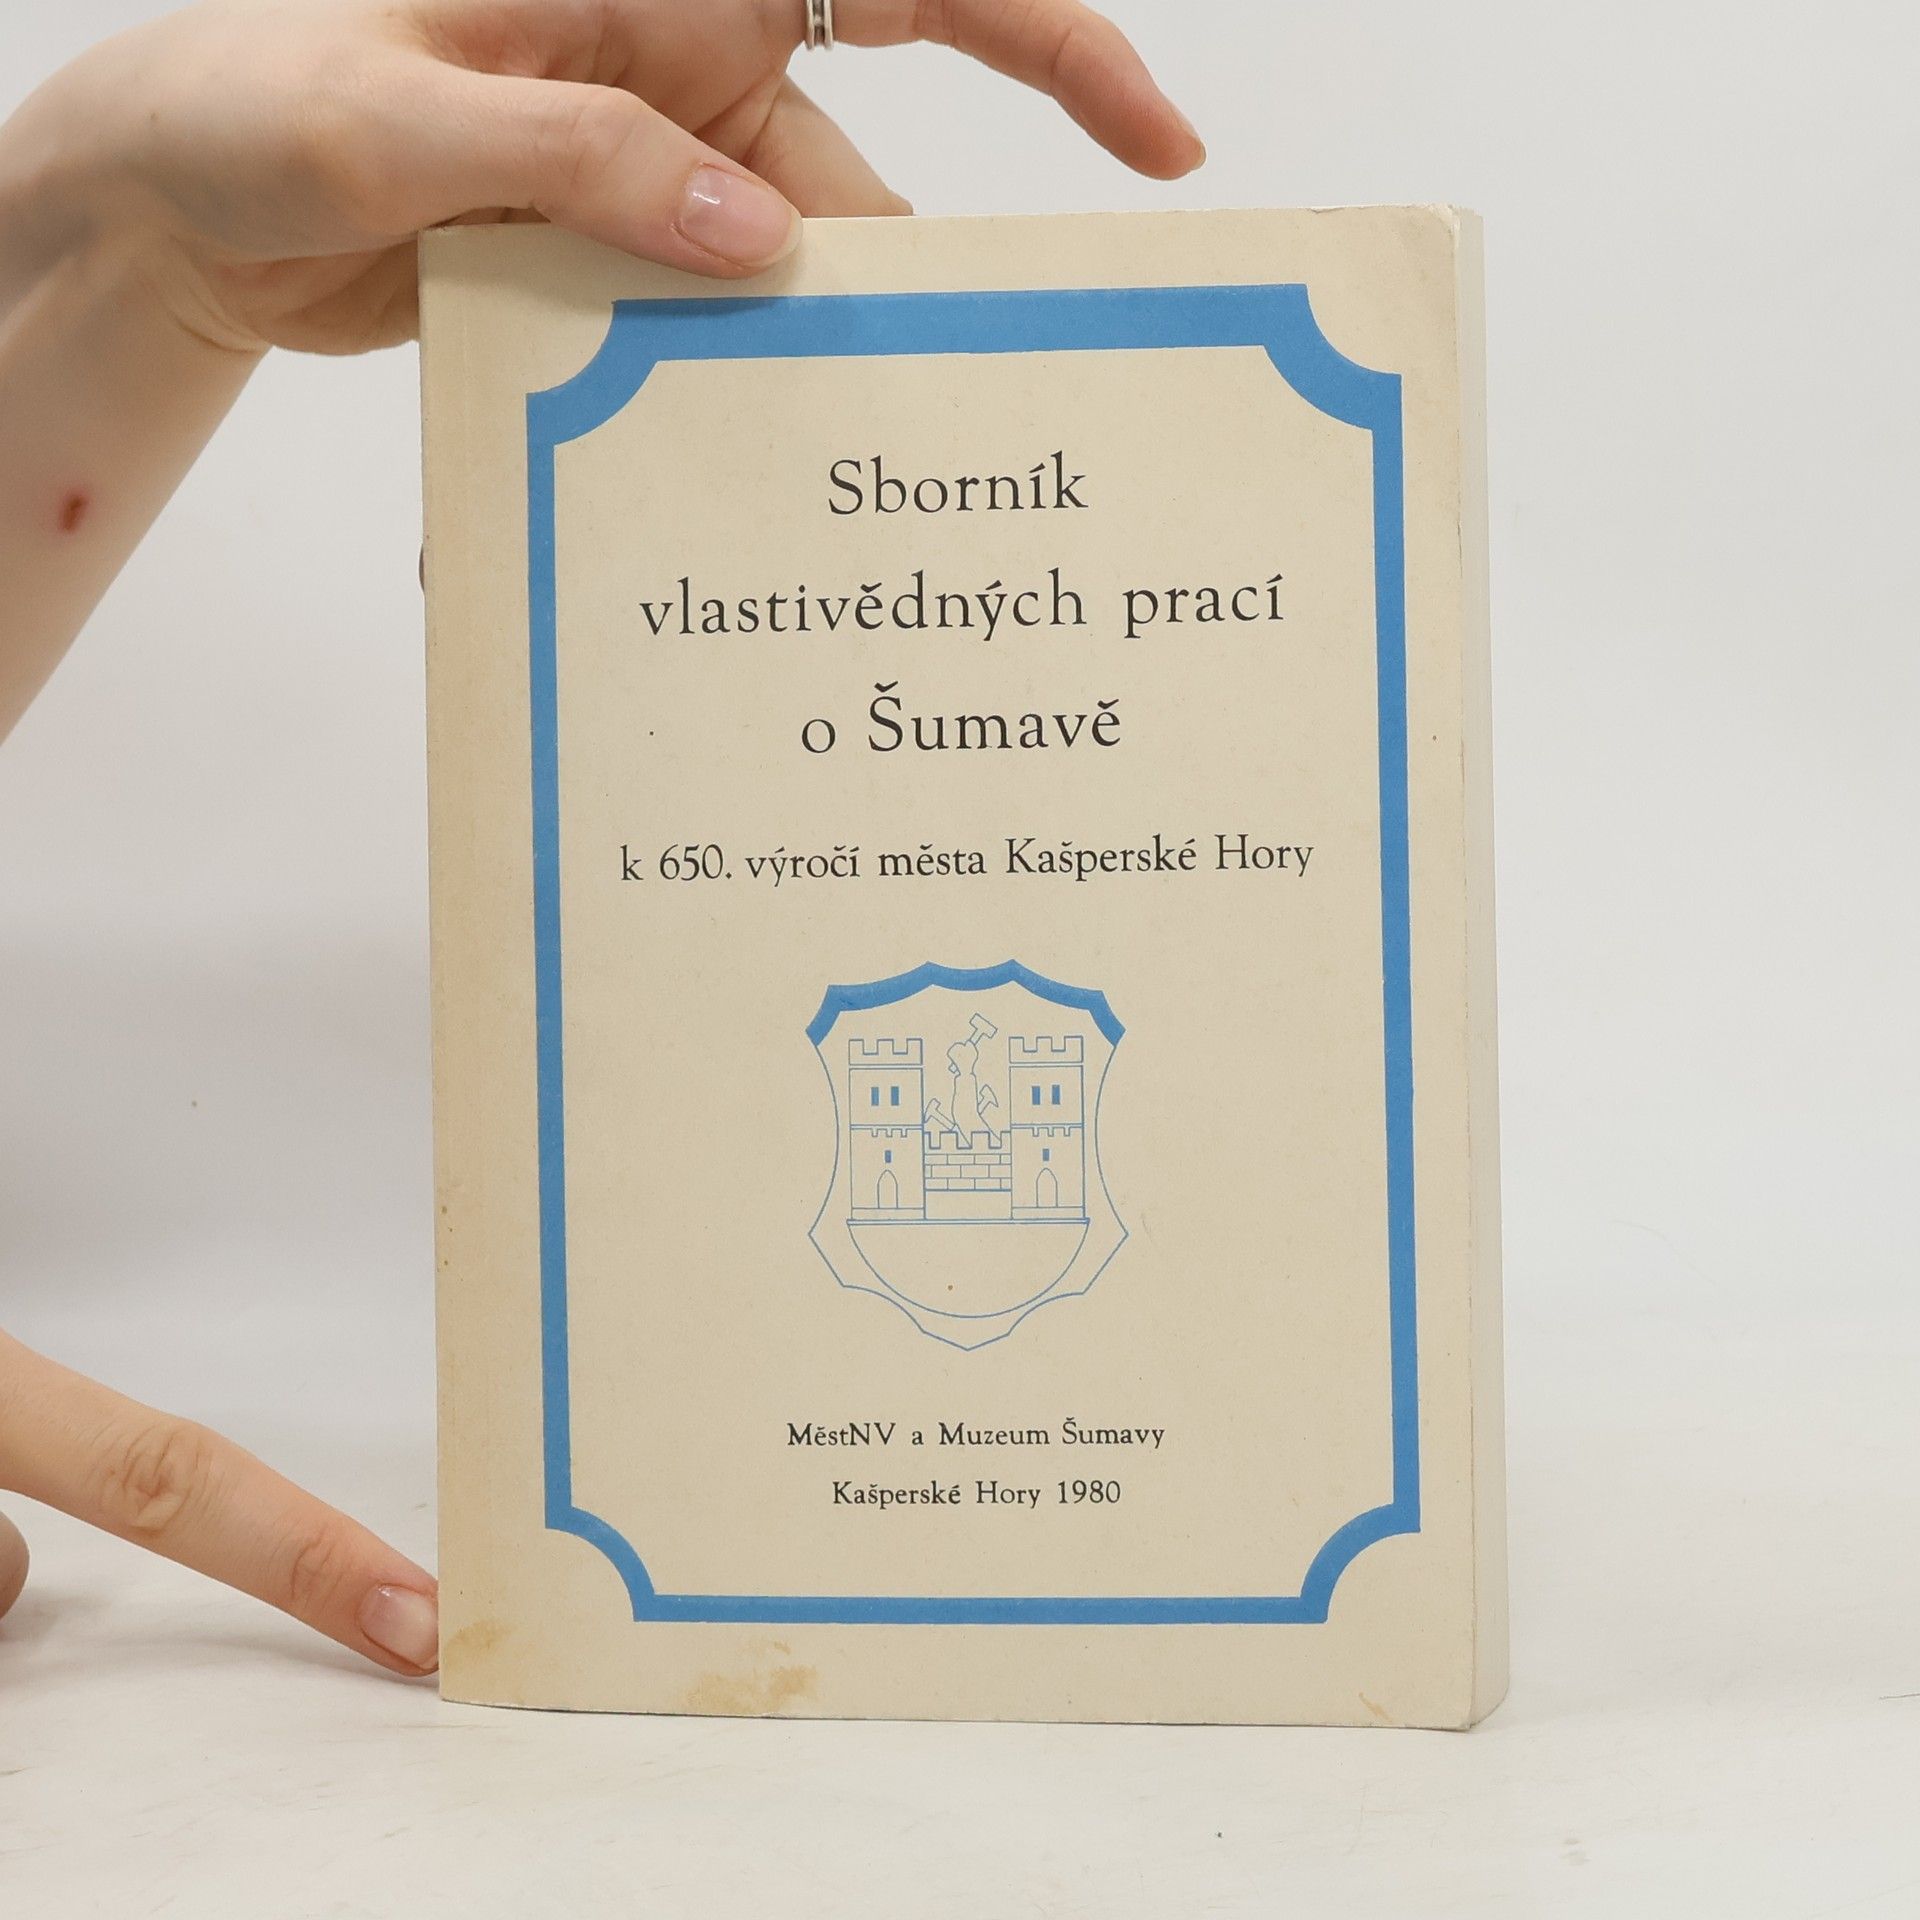 Sborník
vlastivědných prací
o Šumavě
k 650. výročí města Kašperské Hory
MěstNV a Muzeum Šumavy
Kašperské Hory 1980